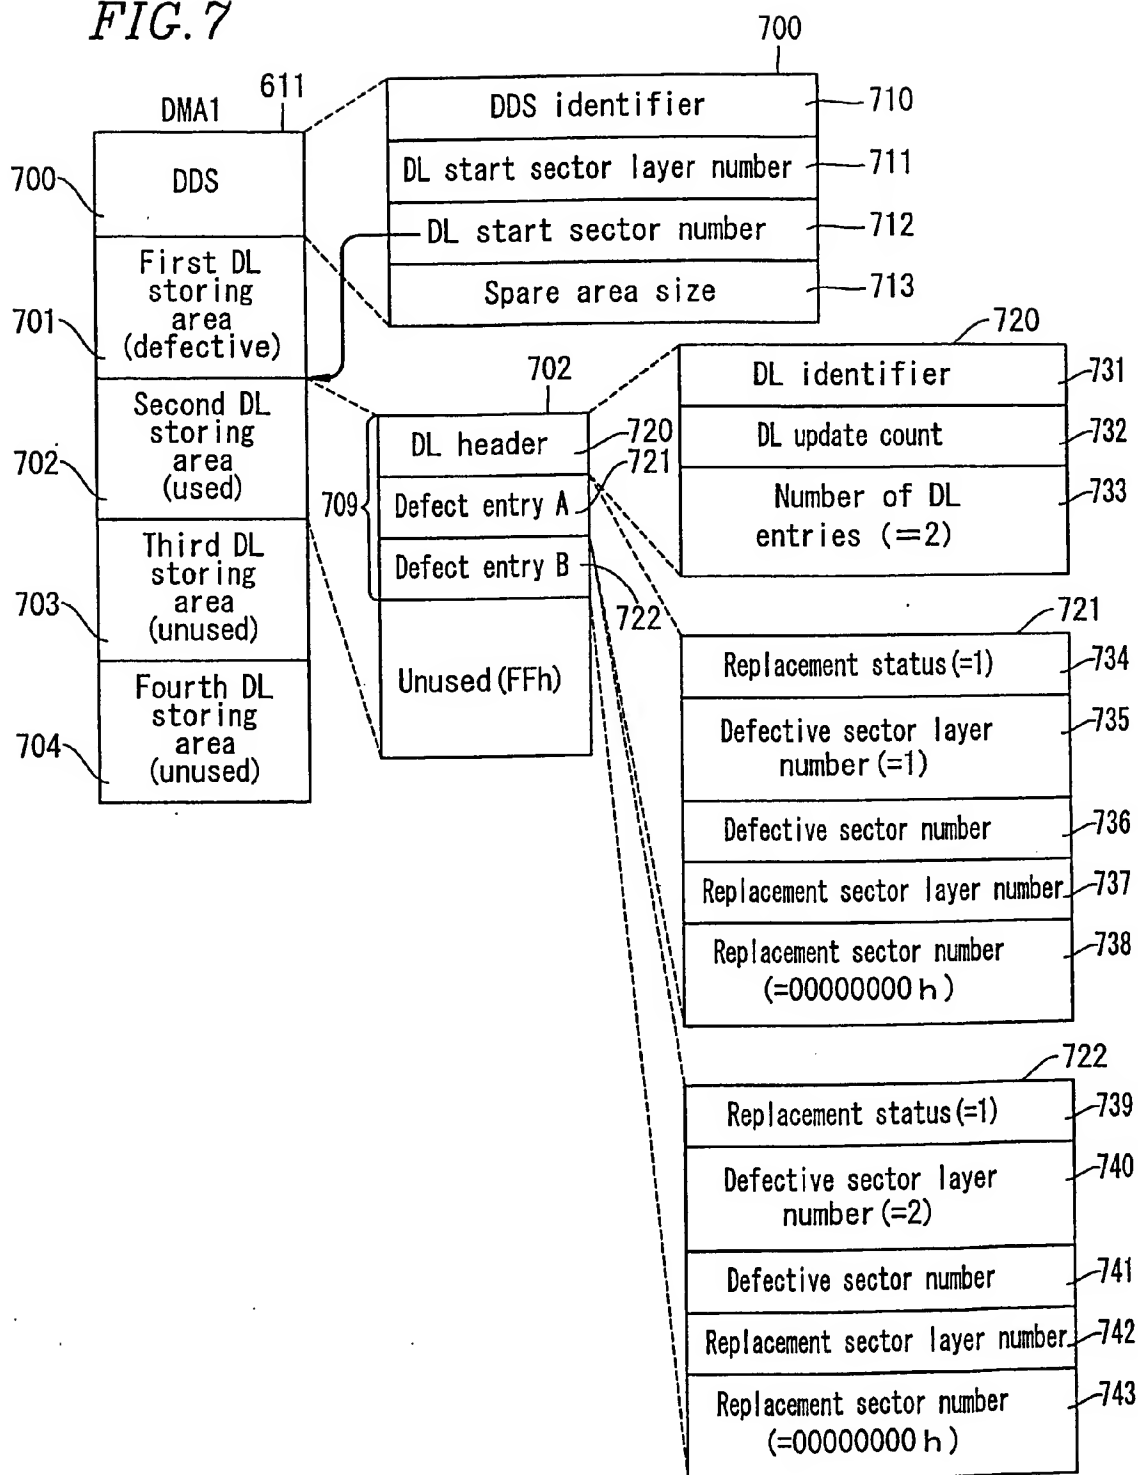 FIG. 7
DMA1
611
700
DDS
701
First DL
storing
area
(defective)
702
Second DL
storing
area
(used)
703
Third DL
storing
area
(unused)
704
Fourth DL
storing
area
(unused)
700
DDS identifier
710
DL start sector layer number
711
DL start sector number
712
Spare area size
713
702
709
DL header
720
Defect entry A
721
Defect entry B
722
Unused(FFh)
720
DL identifier
731
DL update count
732
Number of DL
entries (=2)
733
721
Replacement status(=1)
734
Defective sector layer
number(=1)
735
Defective sector number
736
Replacement sector layer number
737
Replacement sector number
(=00000000h)
738
722
Replacement status(=1)
739
Defective sector layer
number(=2)
740
Defective sector number
741
Replacement sector layer number
742
Replacement sector number
(=00000000h)
743